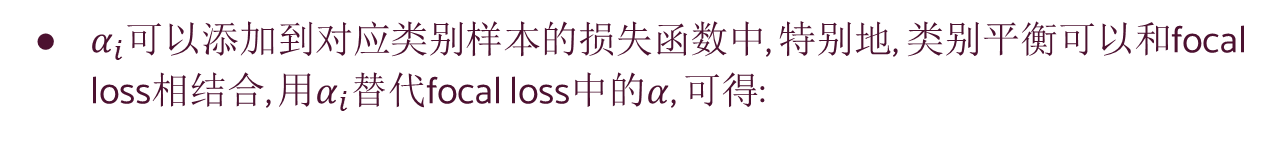 • 𝛼ᵢ可以添加到对应类别样本的损失函数中, 特别地, 类别平衡可以和focal
loss相结合, 用𝛼ᵢ替代focal loss中的𝛼, 可得: